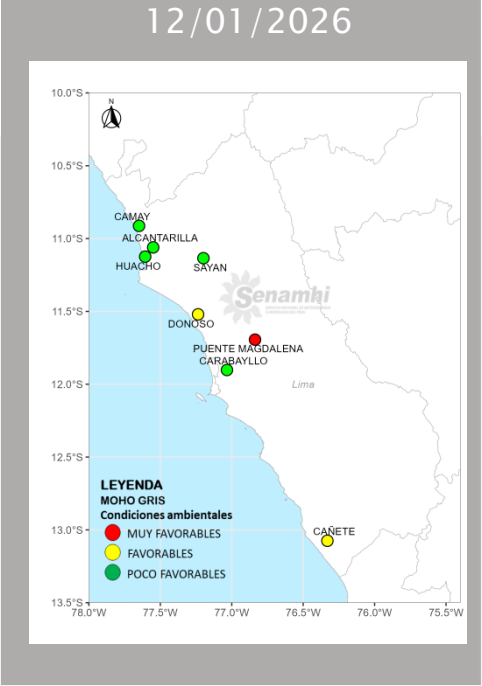 12/01/2026
N
10.0°S
10.5°S
CAMAY
ALCANTARILLA
11.0°S
HUACHO
SAYAN
Senamhi
11.5°S
DONOSO
PUENTE MAGDALENA
CARABAYLLO
12.0°S
Lima
12.5°S
LEYENDA
MOHO GRIS
Condiciones ambientales
13.0°S
CAÑETE
MUY FAVORABLES
FAVORABLES
POCO FAVORABLES
13.5°S
78.0°W 77.5°W 77.0°W 76.5°W 76.0°W 75.5°W